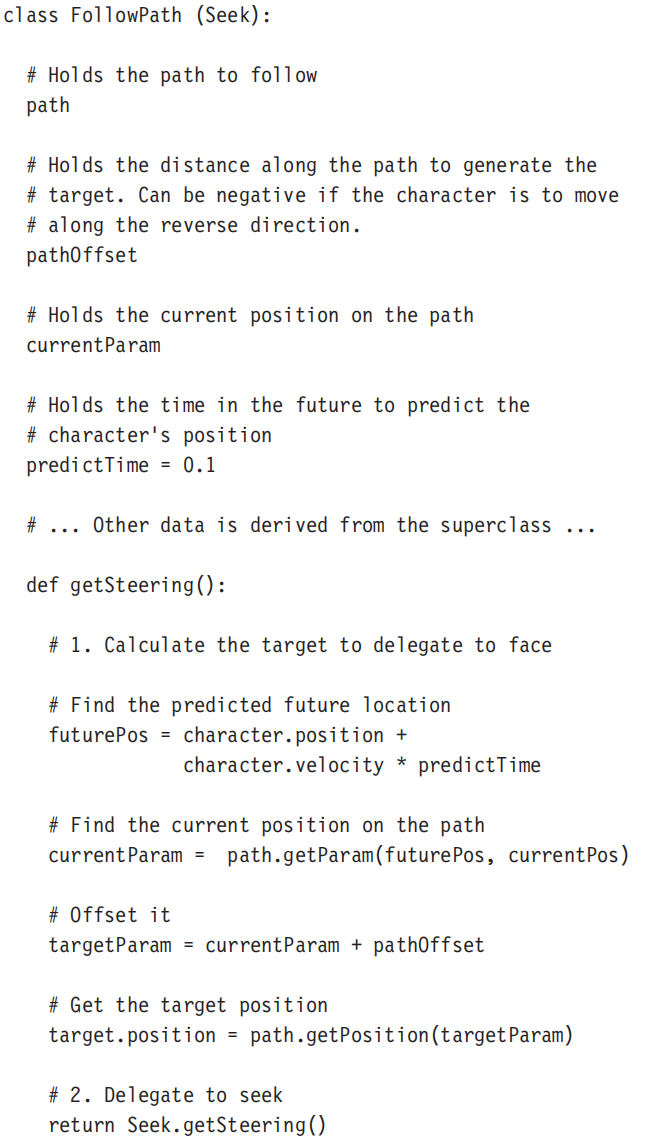 class FollowPath (Seek):
# Holds the path to follow
path
# Holds the distance along the path to generate the
# target. Can be negative if the character is to move
# along the reverse direction.
pathOffset
# Holds the current position on the path
currentParam
# Holds the time in the future to predict the
# character's position
predictTime = 0.1
# ... Other data is derived from the superclass ...
def getSteering():
# 1. Calculate the target to delegate to face
# Find the predicted future location
futurePos = character.position +
character.velocity * predictTime
# Find the current position on the path
currentParam = path.getParam(futurePos, currentPos)
# Offset it
targetParam = currentParam + pathOffset
# Get the target position
target.position = path.getPosition(targetParam)
# 2. Delegate to seek
return Seek.getSteering()